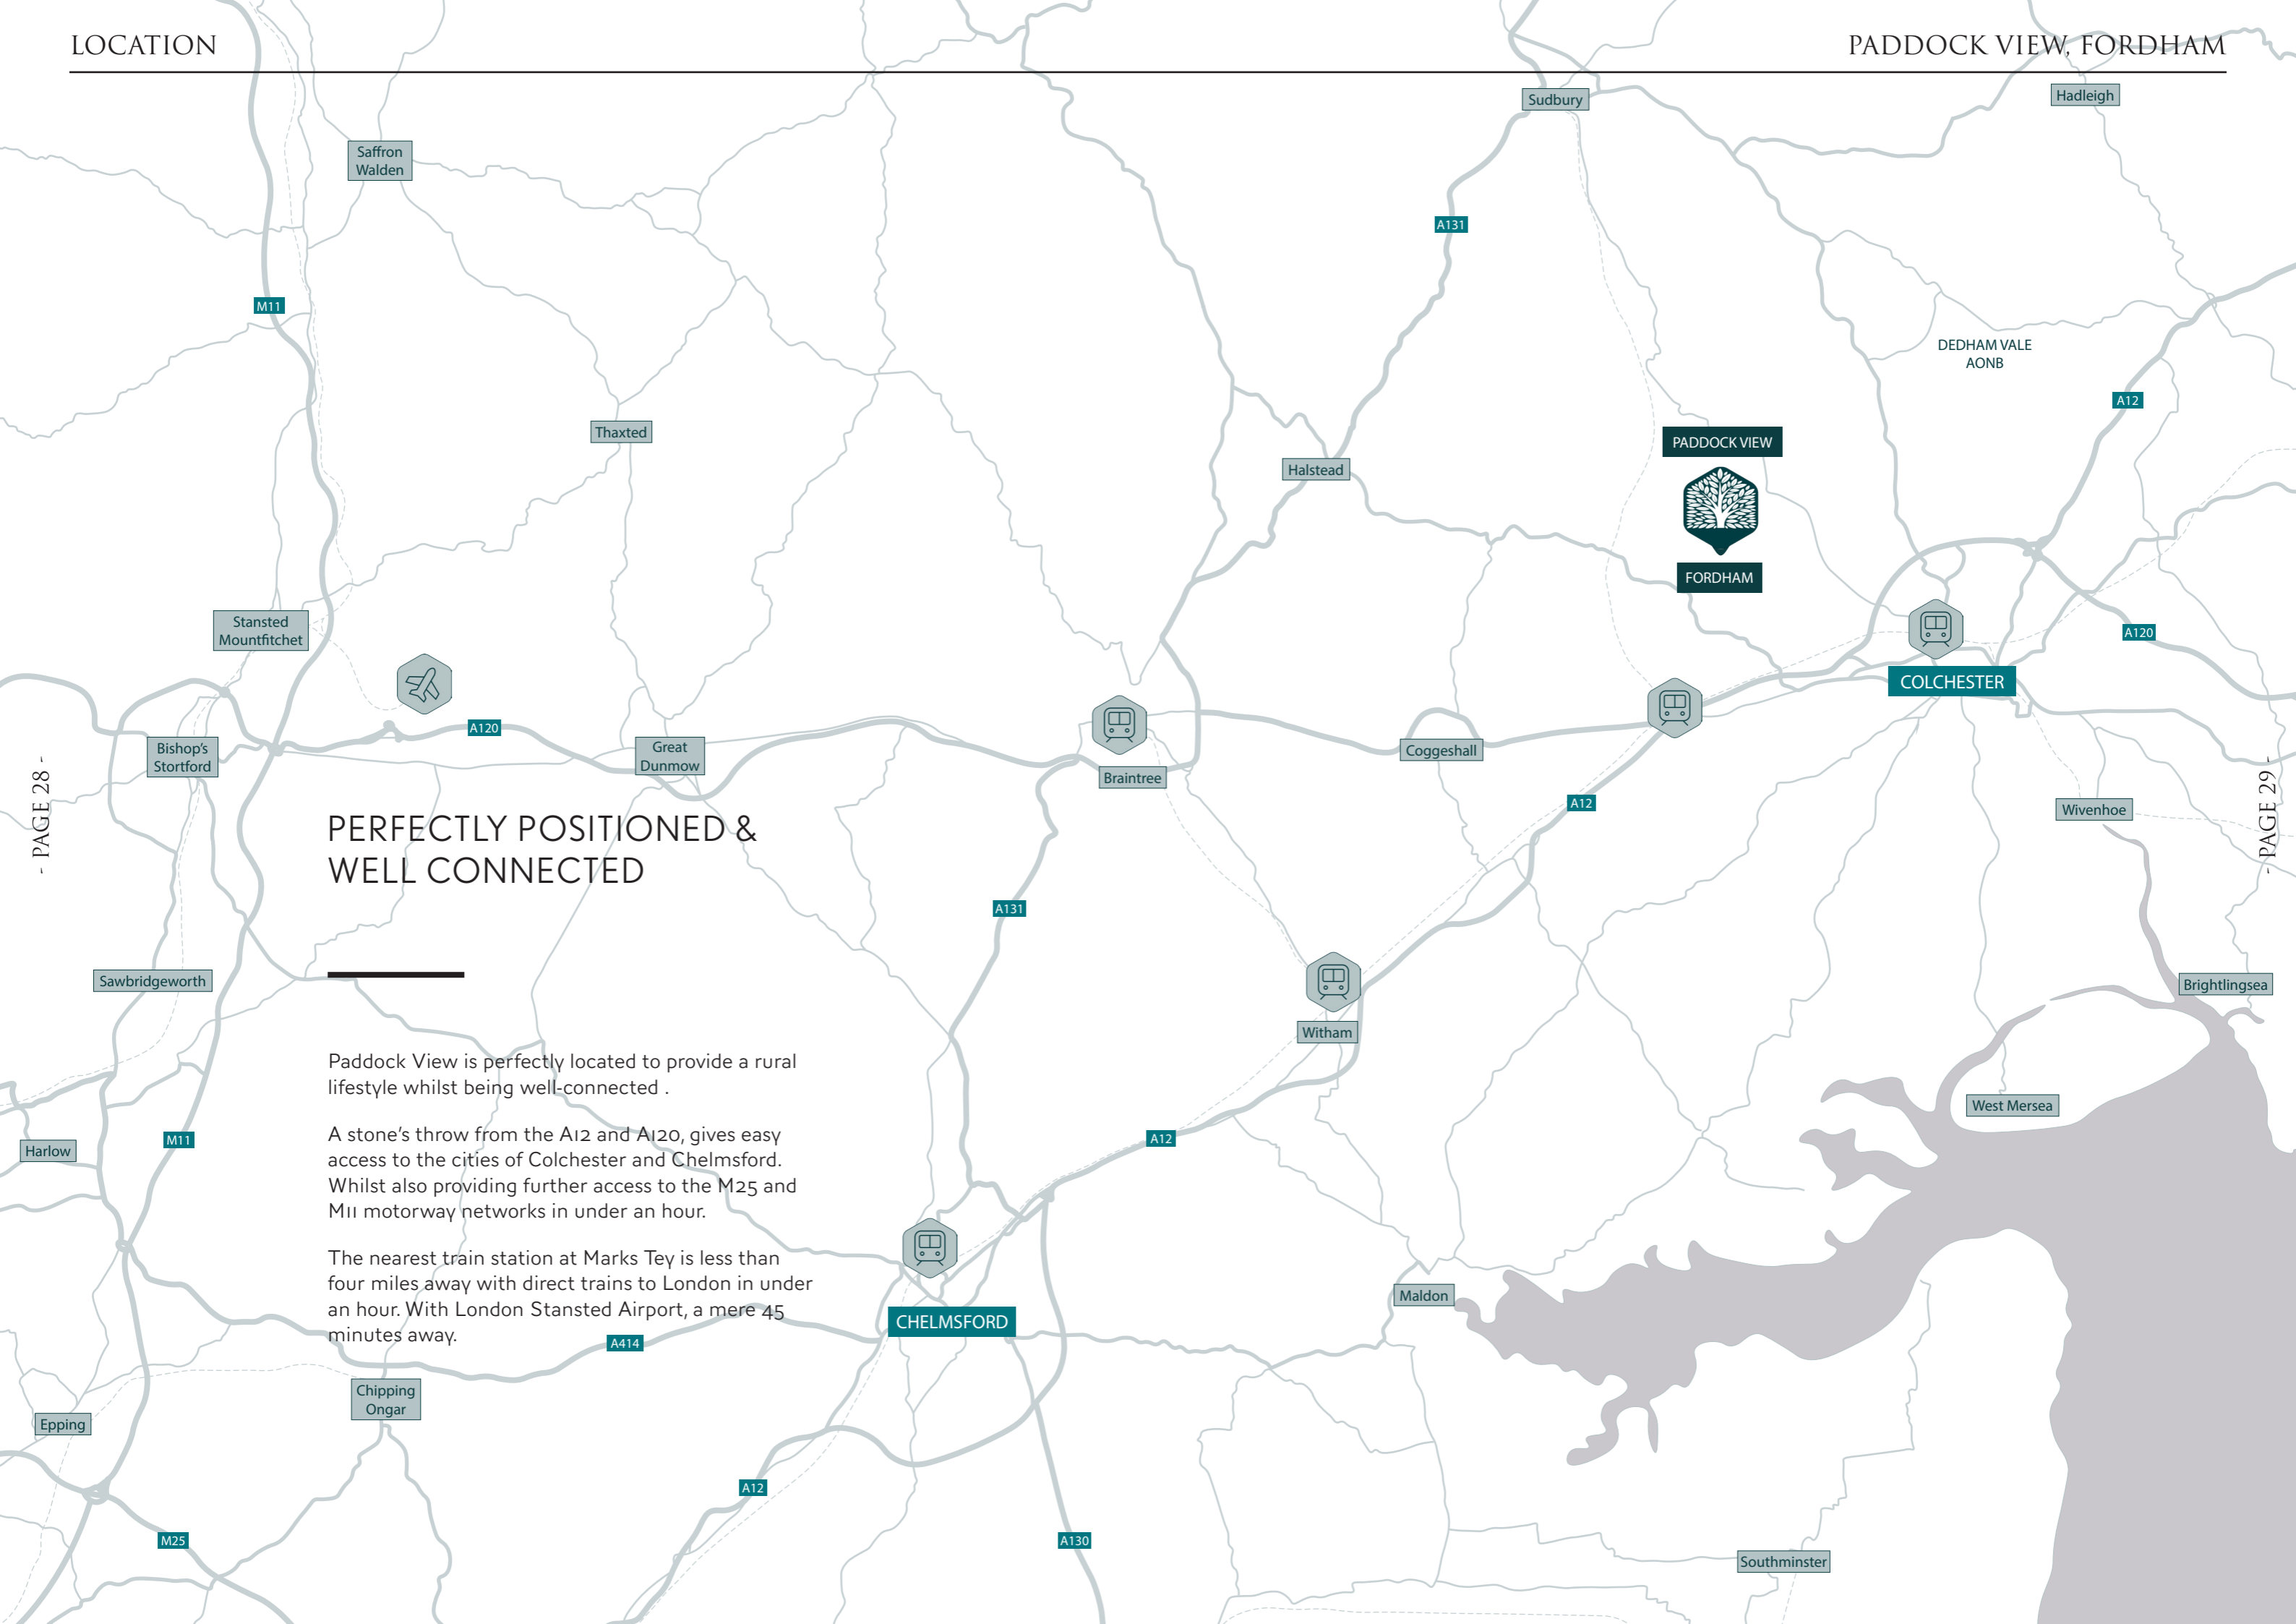 LOCATION
PADDOCK VIEW, FORDHAM
Sudbury
Hadleigh
Saffron
Walden
A131
M11
DEDHAM VALE
AONB
A12
Thaxted
PADDOCK VIEW
Halstead
FORDHAM
Stansted
Mountfitchet
A120
COLCHESTER
A120
Bishop's
Stortford
Great
Dunmow
Coggeshall
Braintree
- PAGE 28 -
- PAGE 29 -
A12
Wivenhoe
PERFECTLY POSITIONED &
WELL CONNECTED
A131
Sawbridgeworth
Brightlingsea
Witham
Paddock View is perfectly located to provide a rural
lifestyle whilst being well-connected .
West Mersea
A stone's throw from the A12 and A120, gives easy
access to the cities of Colchester and Chelmsford.
Whilst also providing further access to the M25 and
M11 motorway networks in under an hour.
M11
A12
Harlow
The nearest train station at Marks Tey is less than
four miles away with direct trains to London in under
an hour. With London Stansted Airport, a mere 45
minutes away.
Maldon
CHELMSFORD
A414
Chipping
Ongar
Epping
A12
M25
A130
Southminster